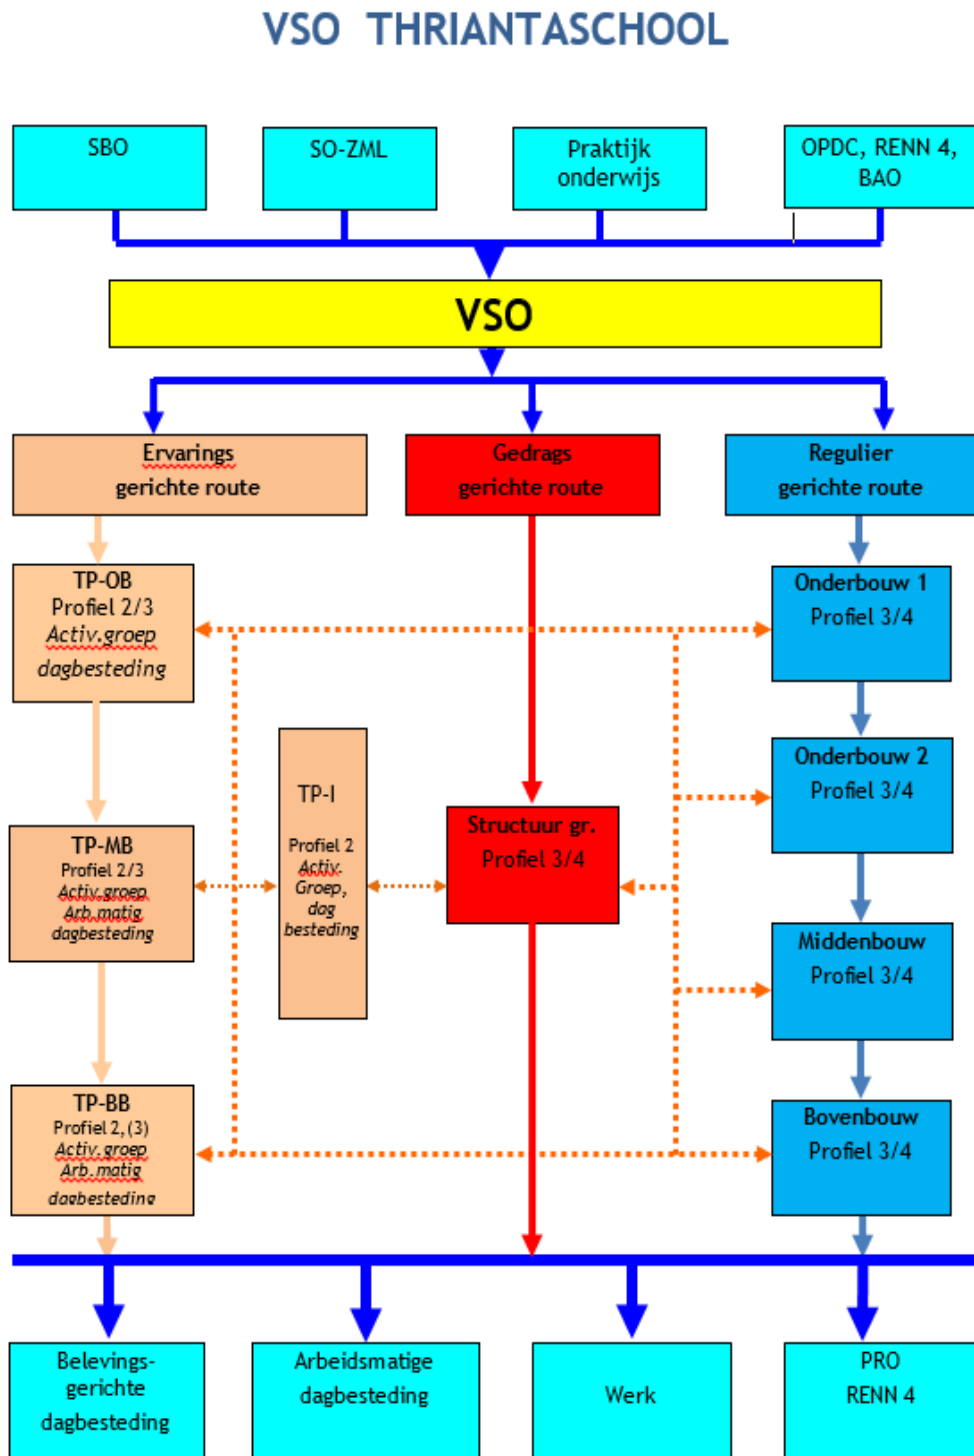 VSO THRIANTASCHOOL
SBO
SO-ZML
Praktijk
onderwijs
OPDC, RENN 4,
BAO
VSO
Ervarings
gerichte route
Gedrags
gerichte route
Regulier
gerichte route
TP-OB
Profiel 2/3
Activ.groep
dagbesteding
Onderbouw 1
Profiel 3/4
TP-I
Profiel 2
Activ.
Groep,
dag
besteding
Onderbouw 2
Profiel 3/4
Structuur gr.
Profiel 3/4
TP-MB
Profiel 2/3
Activ.groep
Arb.matig
dagbesteding
Middenbouw
Profiel 3/4
TP-BB
Profiel 2,(3)
Activ.groep
Arb.matig
dagbesteding
Bovenbouw
Profiel 3/4
Belevings-
gerichte
dagbesteding
Arbeidsmatige
dagbesteding
Werk
PRO
RENN 4